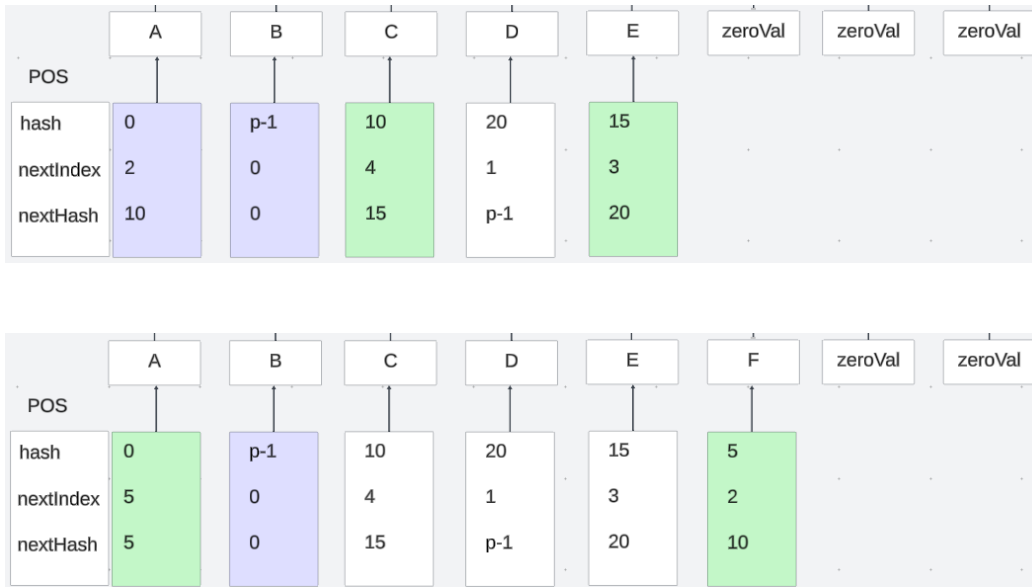 A B C D E zeroVal zeroVal zeroVal
POS
hash 0 p-1 10 20 15
nextIndex 2 0 4 1 3
nextHash 10 0 15 p-1 20
A B C D E F zeroVal zeroVal
POS
hash 0 p-1 10 20 15 5
nextIndex 5 0 4 1 3 2
nextHash 5 0 15 p-1 20 10